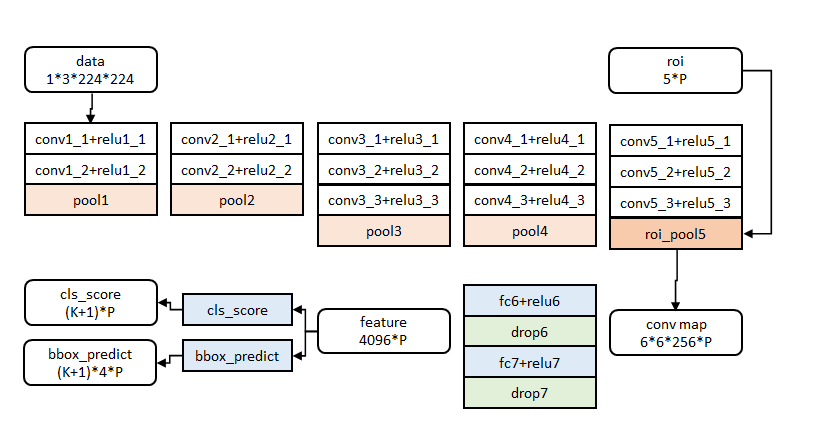 data
1*3*224*224
roi
5*P
conv1_1+relu1_1
conv1_2+relu1_2
pool1
conv2_1+relu2_1
conv2_2+relu2_2
pool2
conv3_1+relu3_1
conv3_2+relu3_2
conv3_3+relu3_3
pool3
conv4_1+relu4_1
conv4_2+relu4_2
conv4_3+relu4_3
pool4
conv5_1+relu5_1
conv5_2+relu5_2
conv5_3+relu5_3
roi_pool5
cls_score
(K+1)*P
cls_score
bbox_predict
(K+1)*4*P
bbox_predict
feature
4096*P
fc6+relu6
drop6
fc7+relu7
drop7
conv map
6*6*256*P